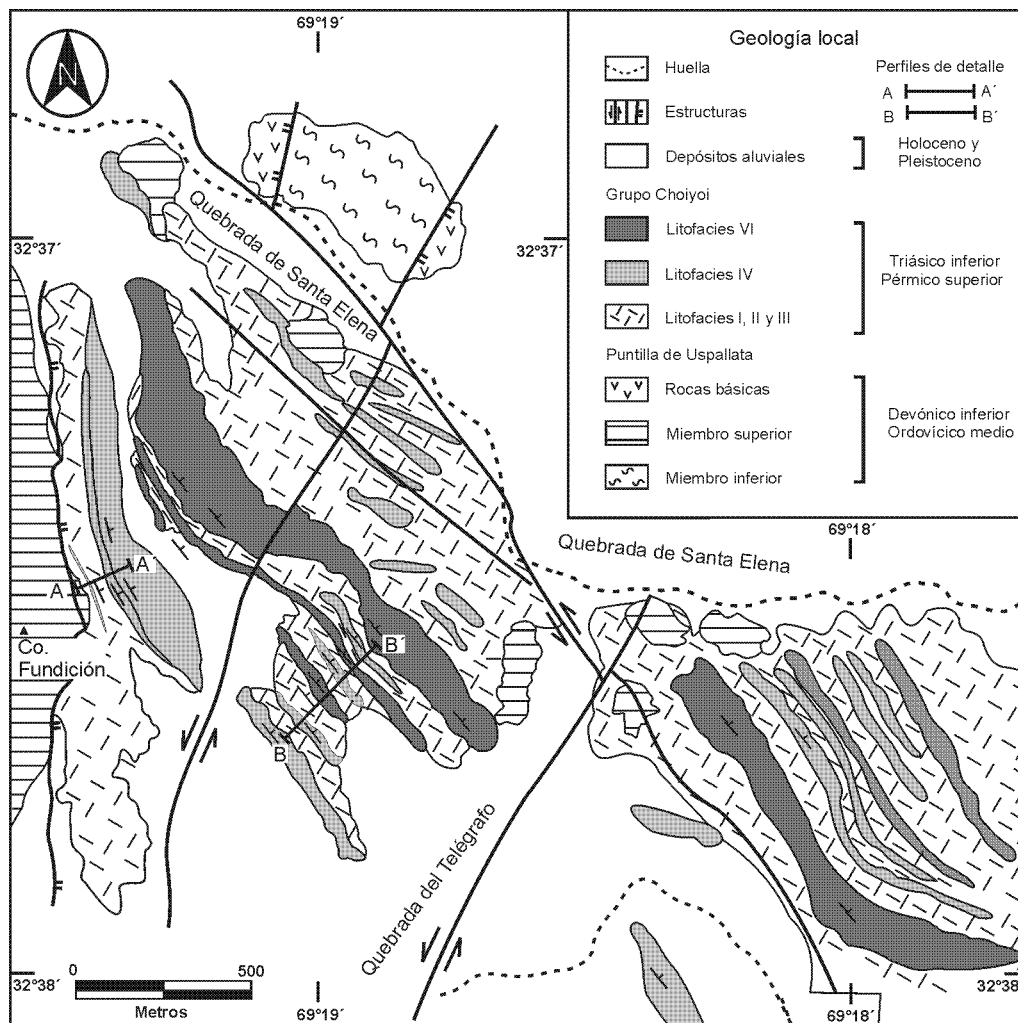 69°19´
N
Geología local
Huella
Perfiles de detalle
A A´
B B´
Estructuras
Depósitos aluviales
Holoceno y
Pleistoceno
Grupo Choiyoi
Litofacies VI
Litofacies IV
Litofacies I, II y III
Triásico inferior
Pérmico superior
Puntilla de Uspallata
Rocas básicas
Miembro superior
Miembro inferior
Devónico inferior
Ordovícico medio
Quebrada de Santa Elena
32°37´
32°37´
69°18´
Quebrada de Santa Elena
A
A´
Co.
Fundición
B´
B
Quebrada del Telégrafo
0 500
Metros
32°38´
69°19´
69°18´
32°38´